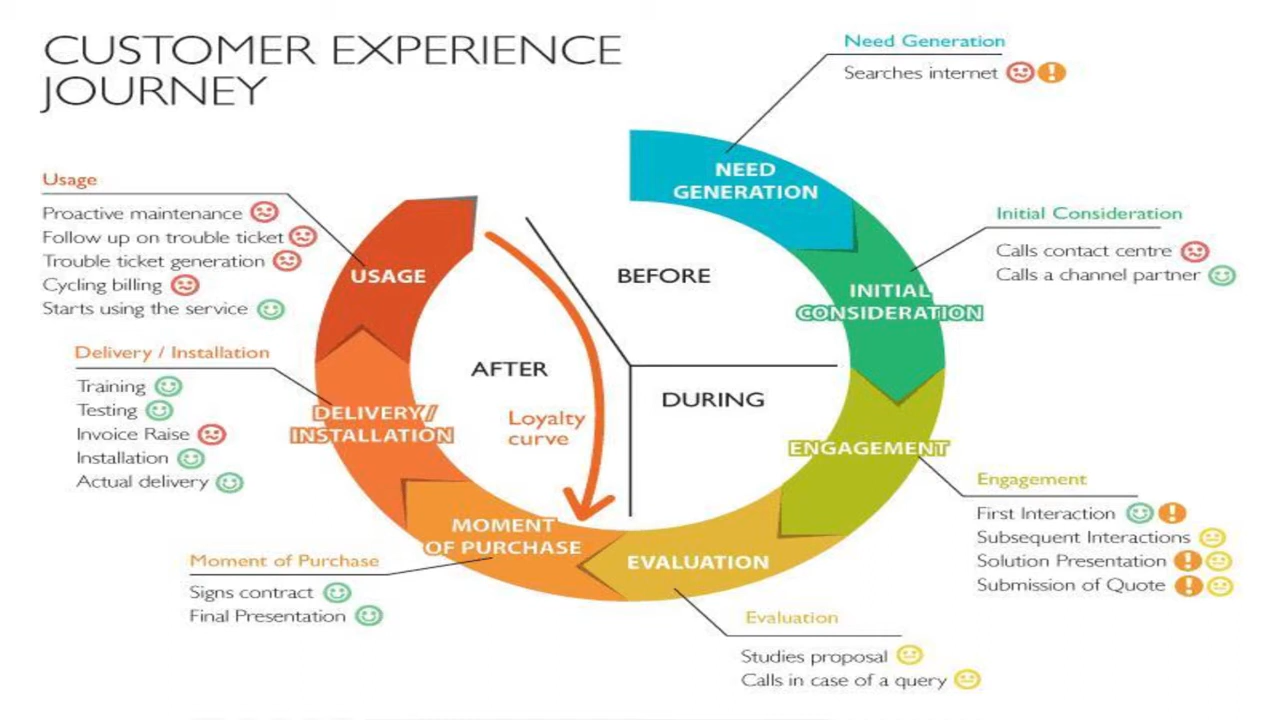 CUSTOMER EXPERIENCE
JOURNEY
Need Generation
Searches internet
NEED
GENERATION
Initial Consideration
Calls contact centre
Calls a channel partner
INITIAL
CONSIDERATION
Usage
Proactive maintenance
Follow up on trouble ticket
Trouble ticket generation
Cycling billing
Starts using the service
USAGE
BEFORE
AFTER
DURING
Loyalty
curve
Delivery / Installation
Training
Testing
Invoice Raise
Installation
Actual delivery
DELIVERY/
INSTALLATION
ENGAGEMENT
Engagement
First Interaction
Subsequent Interactions
Solution Presentation
Submission of Quote
MOMENT
OF PURCHASE
EVALUATION
Moment of Purchase
Signs contract
Final Presentation
Evaluation
Studies proposal
Calls in case of a query